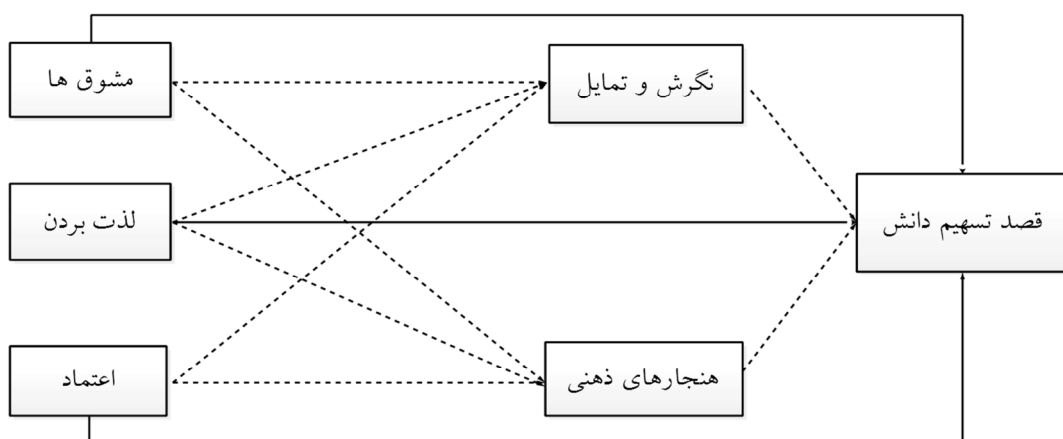 مشوق ها
نگرش و تمایل
لذت بردن
قصد تسهیم دانش
اعتماد
هنجارهای ذهنی